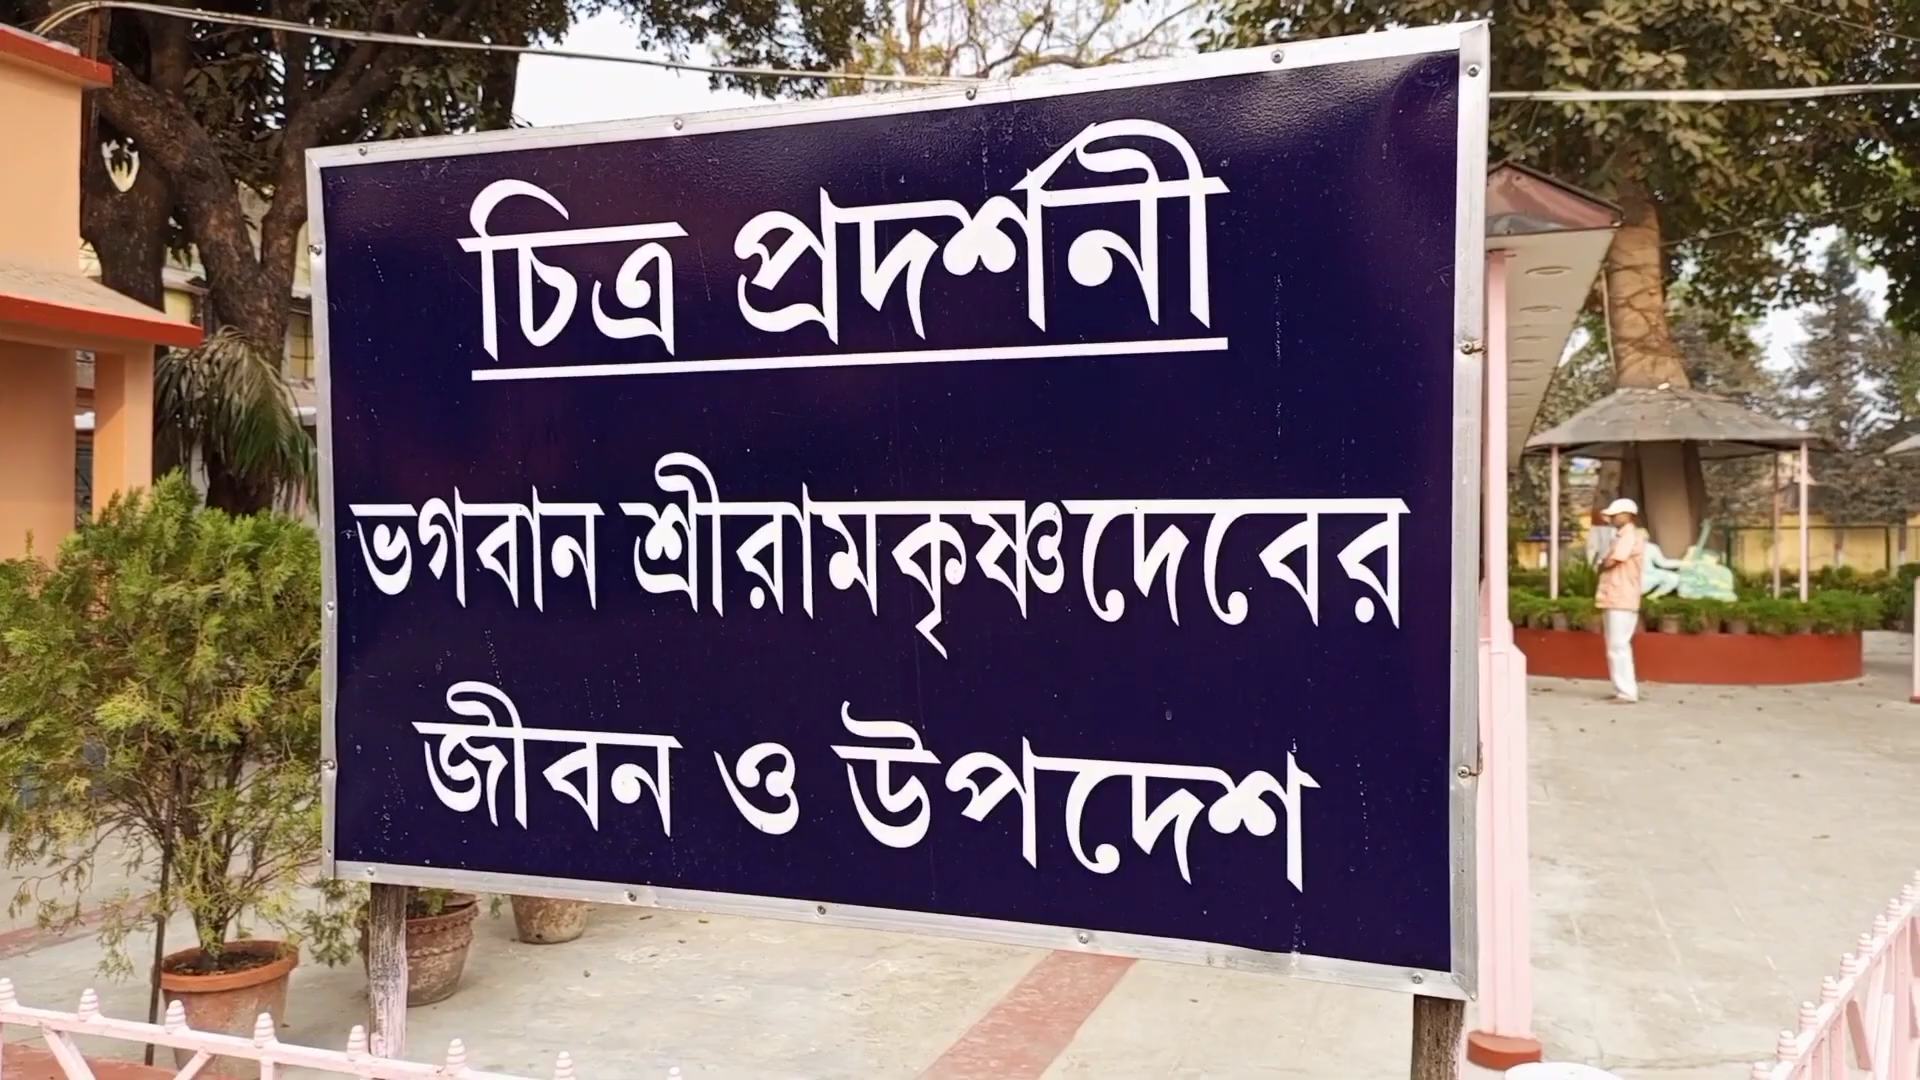 চিত্র প্রদর্শনী
ভগবান শ্রীরামকৃষ্ণদেবের
জীবন ও উপদেশ